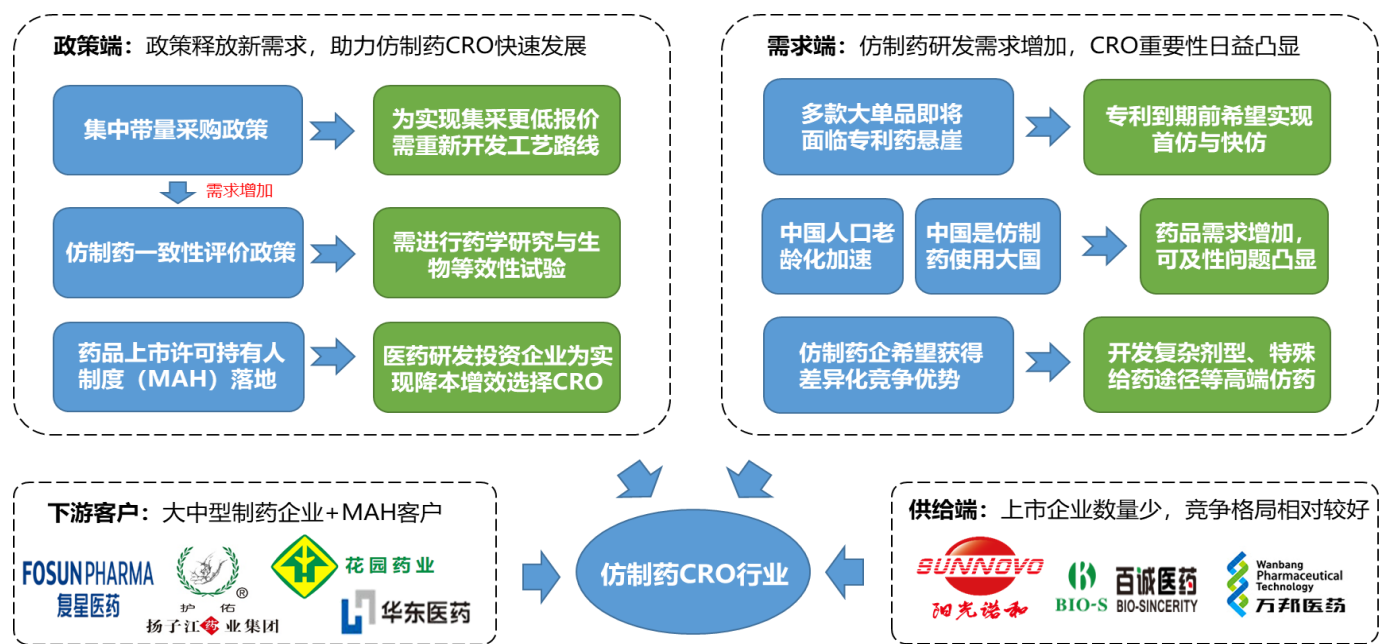 政策端：政策释放新需求，助力仿制药CRO快速发展
集中带量采购政策
为实现集采更低报价
需重新开发工艺路线
需求增加
仿制药一致性评价政策
需进行药学研究与生
物等效性试验
药品上市许可持有人
制度（MAH）落地
医药研发投资企业为实
现降本增效选择CRO
需求端：仿制药研发需求增加，CRO重要性日益凸显
多款大单品即将
面临专利药悬崖
专利到期前希望实现
首仿与快仿
中国人口老
龄化加速
中国是仿制
药使用大国
药品需求增加，
可及性问题凸显
仿制药企希望获得
差异化竞争优势
开发复杂剂型、特殊
给药途径等高端仿药
下游客户：大中型制药企业+MAH客户
FOSUN PHARMA
复星医药
护佑
®
扬子江药业集团
花园药业
华东医药
仿制药CRO行业
供给端：上市企业数量少，竞争格局相对较好
SUNNOVO
阳光诺和
BIO-S
百诚医药
BIO-SINCERITY
Wanbang
Pharmaceutical
Technology
万邦医药